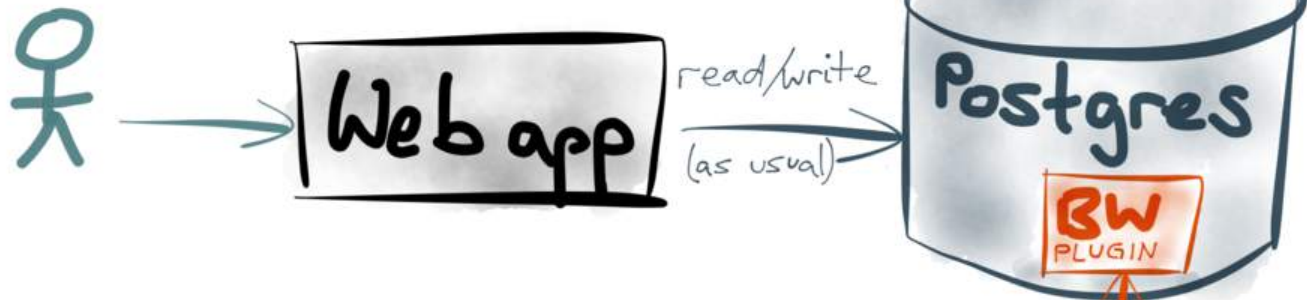 Web app
read/write
(as usual)
Postgres
BW
PLUGIN